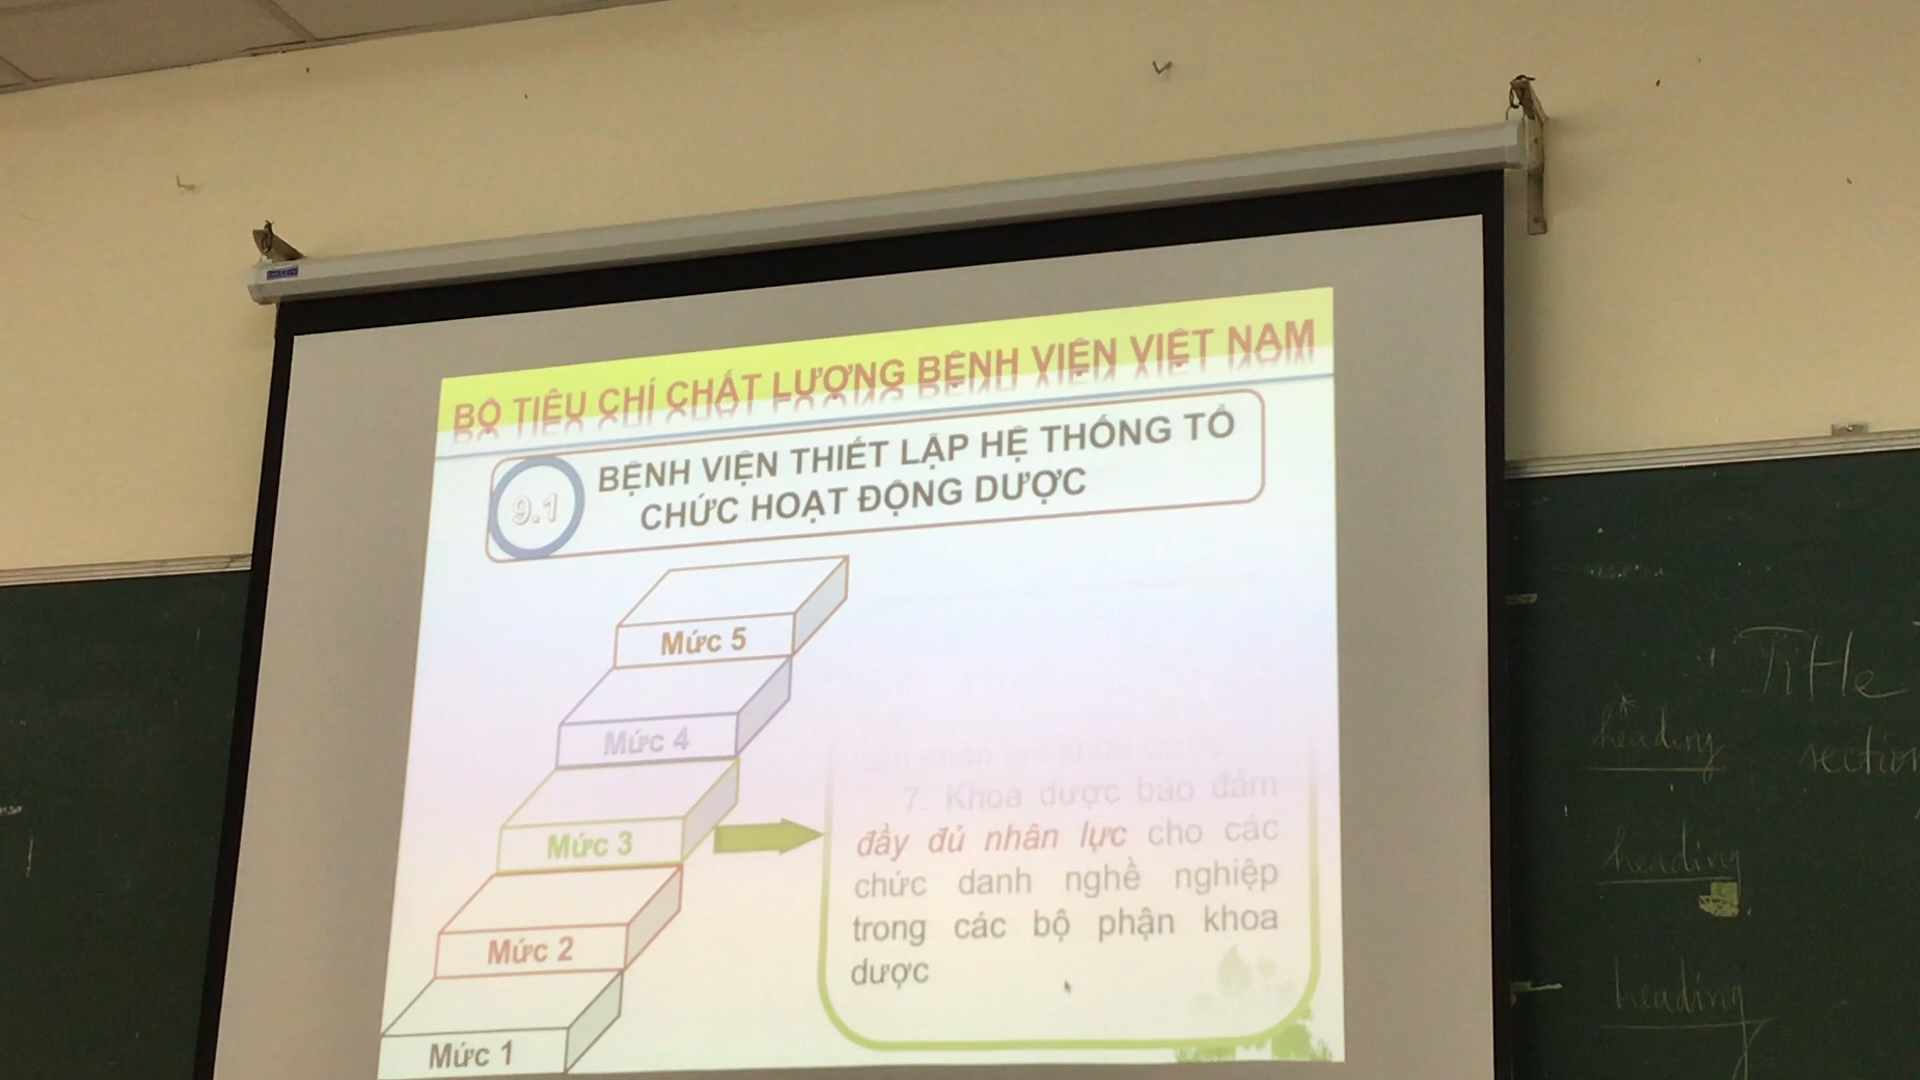 BỘ TIÊU CHÍ CHẤT LƯỢNG BỆNH VIỆN VIỆT NAM
9.1
BỆNH VIỆN THIẾT LẬP HỆ THỐNG TỔ
CHỨC HOẠT ĐỘNG DƯỢC
Mức 5
Mức 4
Mức 3
Mức 2
Mức 1
7. Khoa dược bảo đảm
đầy đủ nhân lực cho các
chức danh nghề nghiệp
trong các bộ phận khoa
dược
Title
heading
section
heading
heading